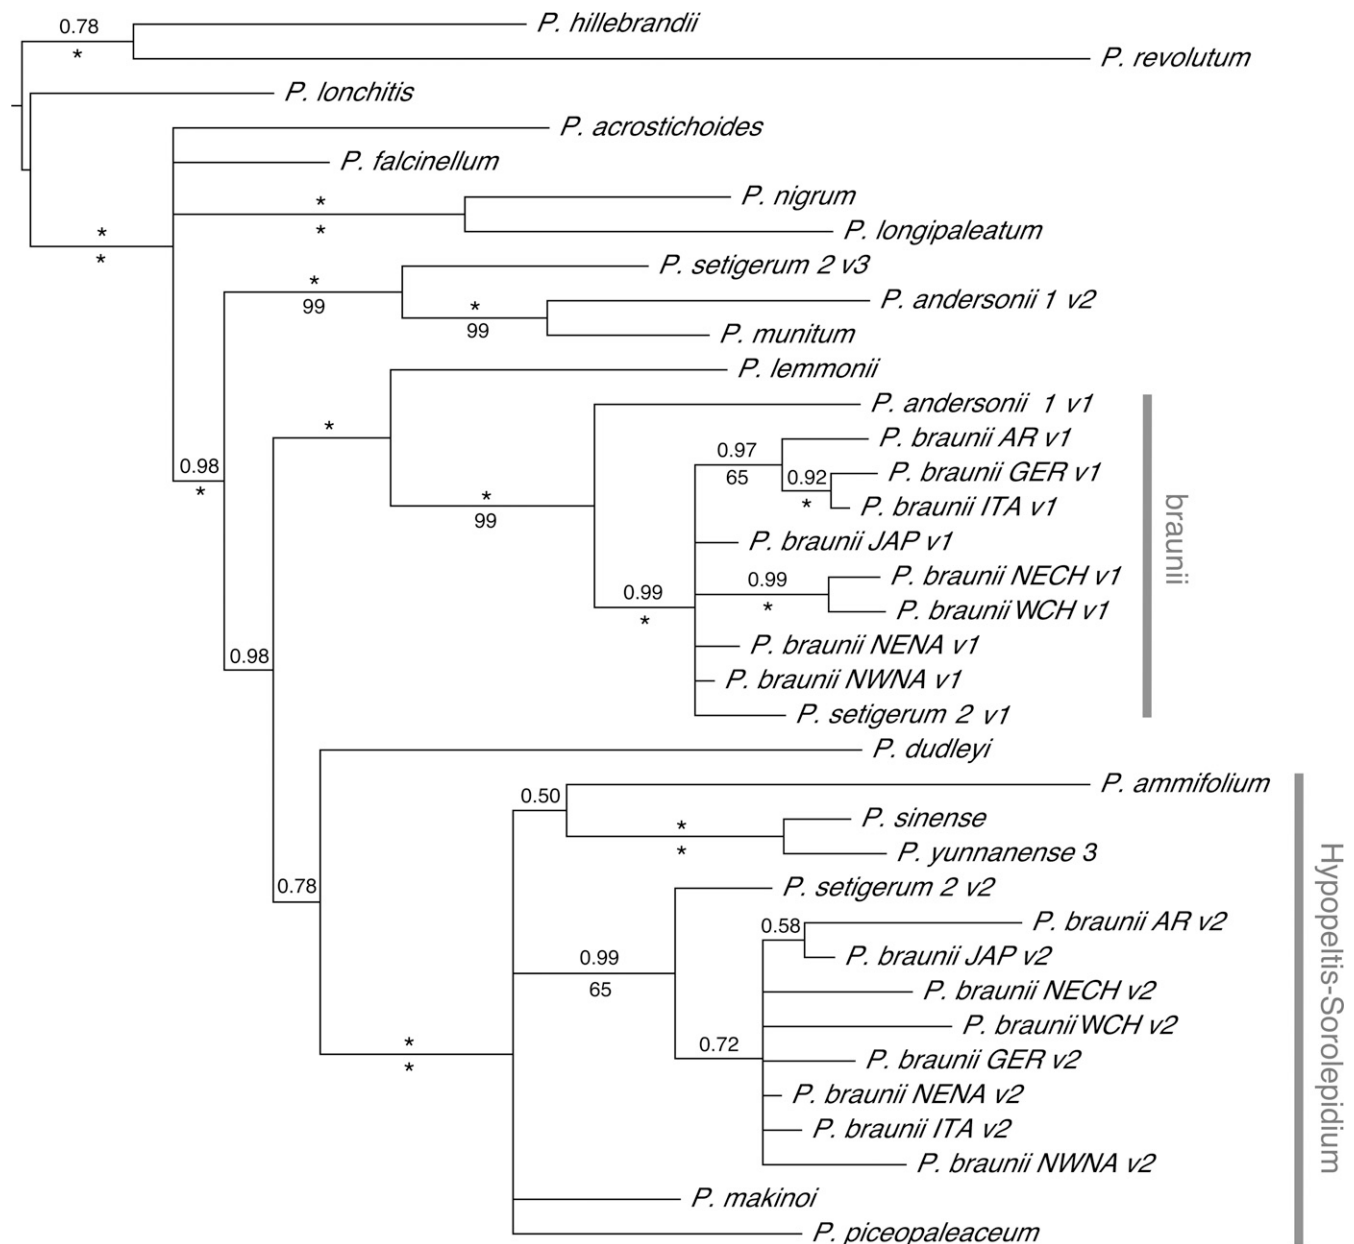 0.78
*
P. hillebrandii
P. revolutum
P. lonchitis
P. acrostichoides
P. falcinellum
*
*
P. nigrum
P. longipaleatum
*
*
P. setigerum 2 v3
*
99
*
99
P. andersonii 1 v2
P. munitum
P. lemmonii
P. andersonii 1 v1
*
0.97
65
P. braunii AR v1
0.98
*
0.92
*
P. braunii GER v1
P. braunii ITA v1
*
99
P. braunii JAP v1
0.99
*
0.99
*
P. braunii NECH v1
P. braunii WCH v1
P. braunii NENA v1
0.98
P. braunii NWNA v1
P. setigerum 2 v1
braunii
P. dudleyi
0.50
P. ammifolium
*
*
P. sinense
P. yunnanense 3
0.78
P. setigerum 2 v2
0.58
P. braunii AR v2
P. braunii JAP v2
0.99
65
P. braunii NECH v2
P. braunii WCH v2
*
*
0.72
P. braunii GER v2
P. braunii NENA v2
P. braunii ITA v2
P. braunii NWNA v2
P. makinoi
P. piceopaleaceum
Hypopeltis-Sorolepidium